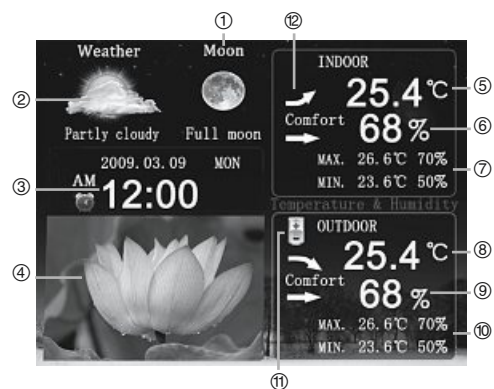 ①
⑫
Weather
Moon
②
Partly cloudy
Full moon
2009.03.09 MON
③
AM
12:00
④
INDOOR
25.4℃
⑤
Comfort
68%
⑥
MAX. 26.6℃ 70%
MIN. 23.6℃ 50%
⑦
Temperature & Humidity
OUTDOOR
25.4℃
⑧
Comfort
68%
⑨
MAX. 26.6℃ 70%
MIN. 23.6℃ 50%
⑩
⑪